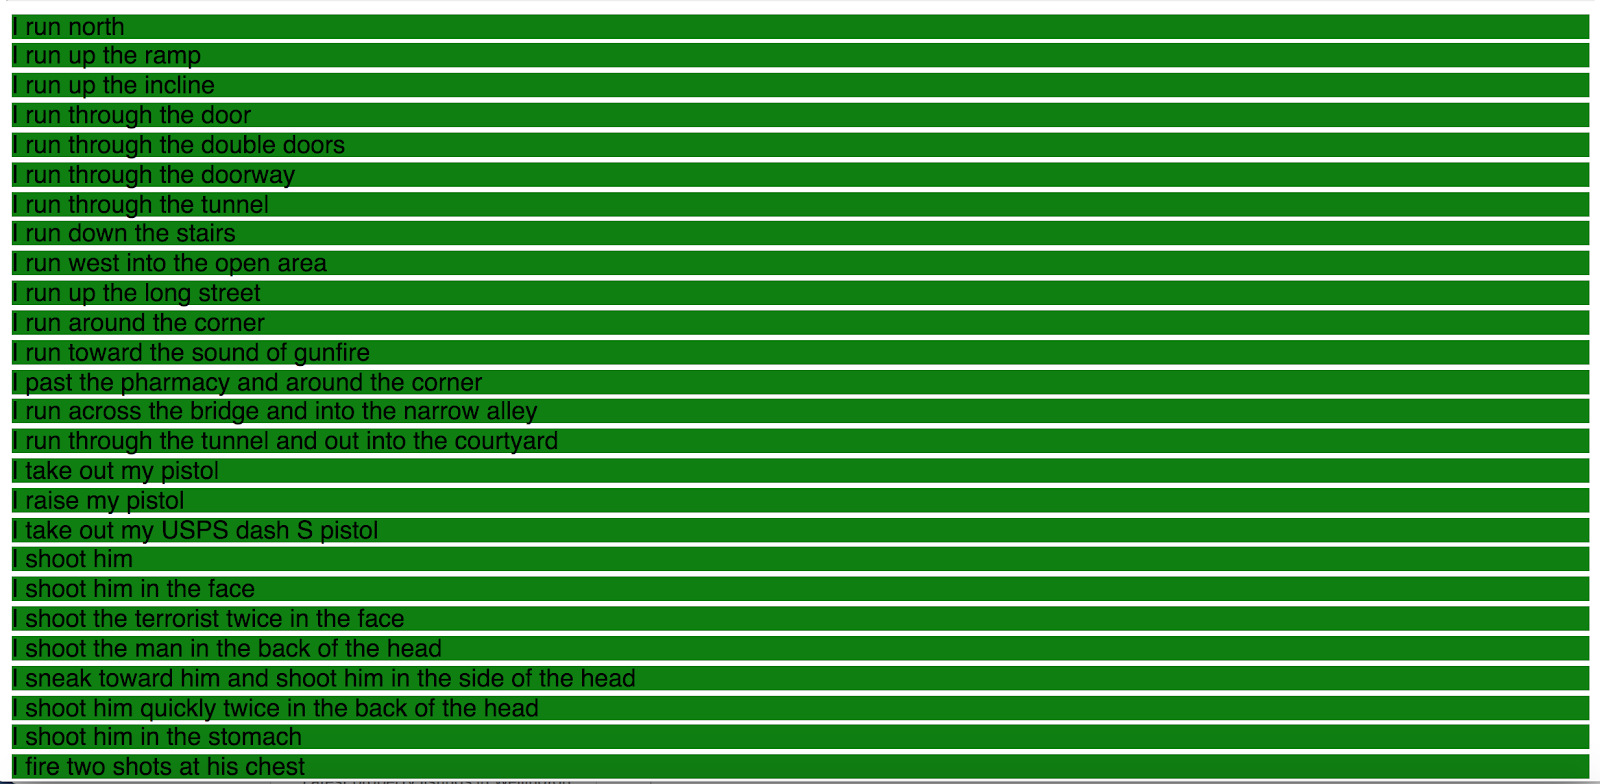 I run north
I run up the ramp
I run up the incline
I run through the door
I run through the double doors
I run through the doorway
I run through the tunnel
I run down the stairs
I run west into the open area
I run up the long street
I run around the corner
I run toward the sound of gunfire
I past the pharmacy and around the corner
I run across the bridge and into the narrow alley
I run through the tunnel and out into the courtyard
I take out my pistol
I raise my pistol
I take out my USPS dash S pistol
I shoot him
I shoot him in the face
I shoot the terrorist twice in the face
I shoot the man in the back of the head
I sneak toward him and shoot him in the side of the head
I shoot him quickly twice in the back of the head
I shoot him in the stomach
I fire two shots at his chest